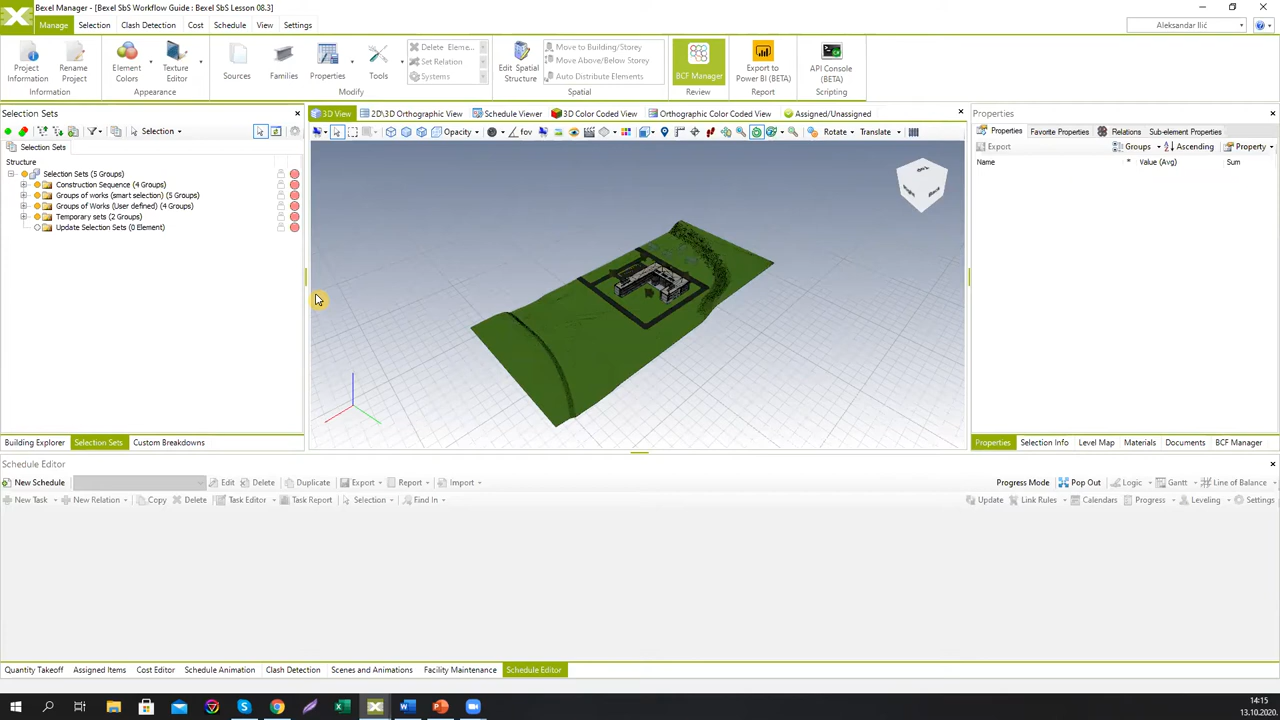 Bexel Manager - [Bexel SbS Workflow Guide : Bexel SbS Lesson 08.3]
Manage Selection Clash Detection Cost Schedule View Settings Aleksandar Ilić
Project Information Rename Project Element Colors Texture Editor Sources Families Properties Tools
Delete Eleme...
Set Relation
Systems
Edit Spatial Structure
Move to Building/Storey
Move Above/Below Storey
Auto Distribute Elements
BCF Manager Export to Power BI (BETA) API Console (BETA)
Information Appearance Modify Spatial Review Report Scripting
Selection Sets
3D View 2D\3D Orthographic View Schedule Viewer 3D Color Coded View Orthographic Color Coded View Assigned/Unassigned
Properties
Selection
Opacity fov Rotate Translate
Properties Favorite Properties Relations Sub-element Properties
Selection Sets
Export Groups Ascending Property
Structure
Name * Value (Avg) Sum
Selection Sets (5 Groups)
Construction Sequence (4 Groups)
Groups of works (smart selection) (5 Groups)
Groups of Works (User defined) (4 Groups)
Temporary sets (2 Groups)
Update Selection Sets (0 Element)
Building Explorer Selection Sets Custom Breakdowns
Properties Selection Info Level Map Materials Documents BCF Manager
Schedule Editor
New Schedule Edit Delete Duplicate Export Report Import Progress Mode Pop Out Logic Gantt Line of Balance
New Task New Relation Copy Delete Task Editor Task Report Selection Find In Update Link Rules Calendars Progress Leveling Settings
Quantity Takeoff Assigned Items Cost Editor Schedule Animation Clash Detection Scenes and Animations Facility Maintenance Schedule Editor
14:15
13.10.2020.